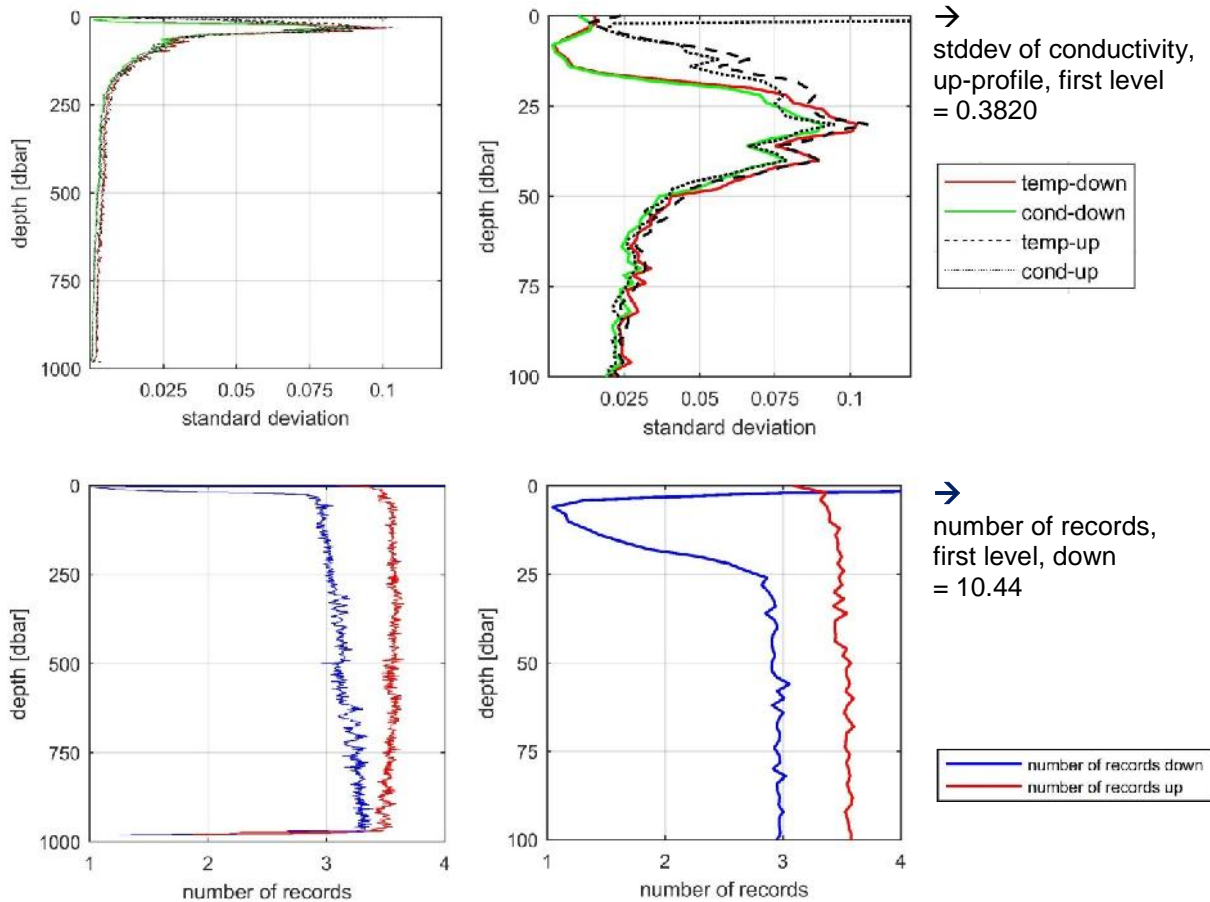 0
250
500
750
1000
depth [dbar]
0.025 0.05 0.075 0.1
standard deviation
0
25
50
75
100
depth [dbar]
0.025 0.05 0.075 0.1
standard deviation
→
stddev of conductivity,
up-profile, first level
= 0.3820
temp-down
cond-down
temp-up
cond-up
0
250
500
750
1000
depth [dbar]
1 2 3 4
number of records
0
25
50
75
100
depth [dbar]
1 2 3 4
number of records
→
number of records,
first level, down
= 10.44
number of records down
number of records up